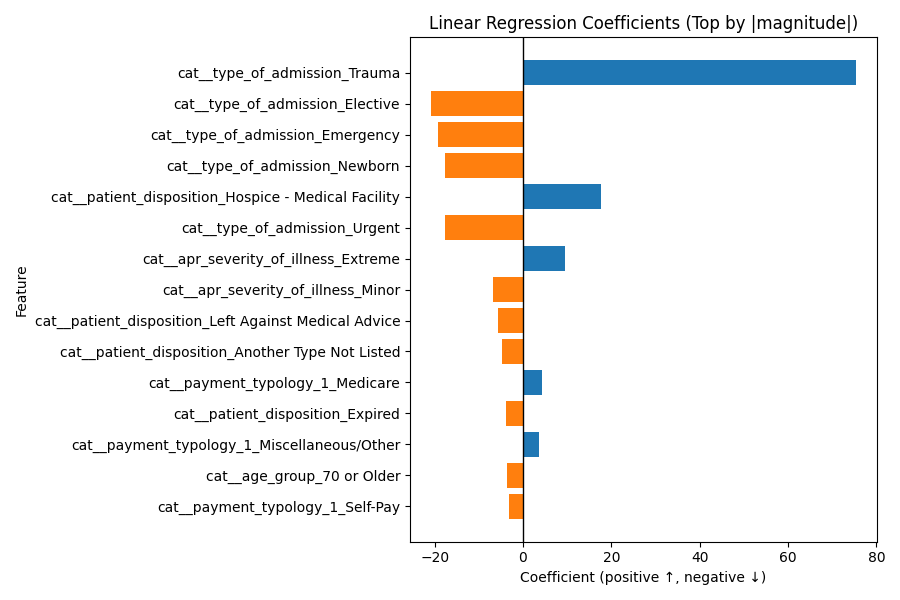 Linear Regression Coefficients (Top by |magnitude|)
cat__type_of_admission_Trauma
cat__type_of_admission_Elective
cat__type_of_admission_Emergency
cat__type_of_admission_Newborn
cat__patient_disposition_Hospice - Medical Facility
cat__type_of_admission_Urgent
cat__apr_severity_of_illness_Extreme
cat__apr_severity_of_illness_Minor
cat__patient_disposition_Left Against Medical Advice
cat__patient_disposition_Another Type Not Listed
cat__payment_typology_1_Medicare
cat__patient_disposition_Expired
cat__payment_typology_1_Miscellaneous/Other
cat__age_group_70 or Older
cat__payment_typology_1_Self-Pay
Feature
−20 0 20 40 60 80
Coefficient (positive ↑, negative ↓)